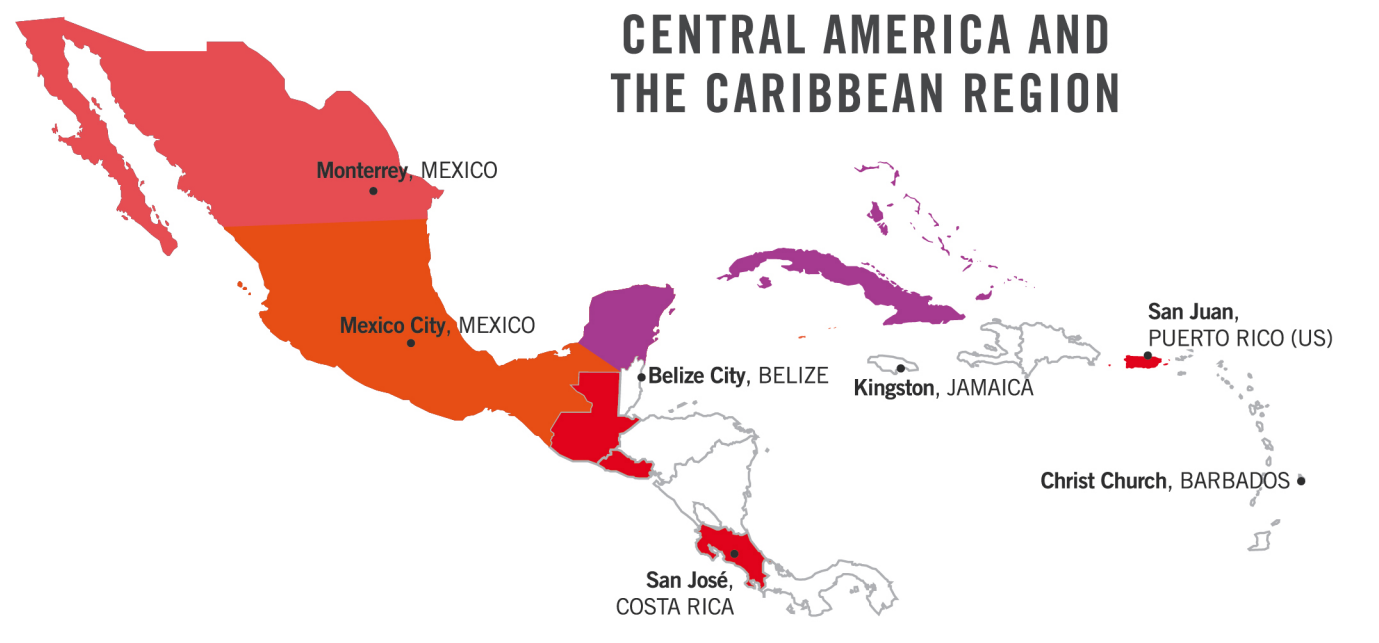 CENTRAL AMERICA AND
THE CARIBBEAN REGION
Monterrey, MEXICO
Mexico City, MEXICO
San Juan,
PUERTO RICO (US)
Belize City, BELIZE
Kingston, JAMAICA
Christ Church, BARBADOS
San José,
COSTA RICA